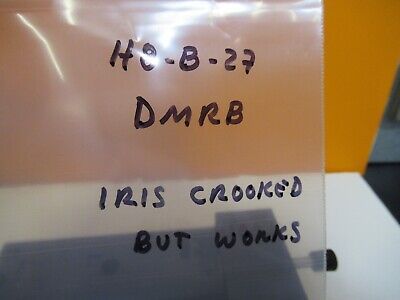 H8-B-27
DMRB
IRIS CROOKED
BUT WORKS